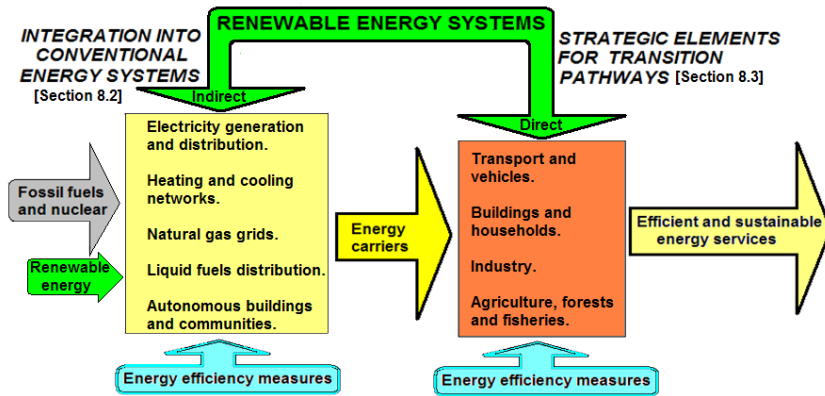 RENEWABLE ENERGY SYSTEMS
INTEGRATION INTO
CONVENTIONAL
ENERGY SYSTEMS
[Section 8.2]
STRATEGIC ELEMENTS
FOR TRANSITION
PATHWAYS [Section 8.3]
Indirect
Direct
Fossil fuels
and nuclear
Renewable
energy
Electricity generation
and distribution.
Heating and cooling
networks.
Natural gas grids.
Liquid fuels distribution.
Autonomous buildings
and communities.
Energy
carriers
Transport and
vehicles.
Buildings and
households.
Industry.
Agriculture, forests
and fisheries.
Efficient and sustainable
energy services
Energy efficiency measures
Energy efficiency measures